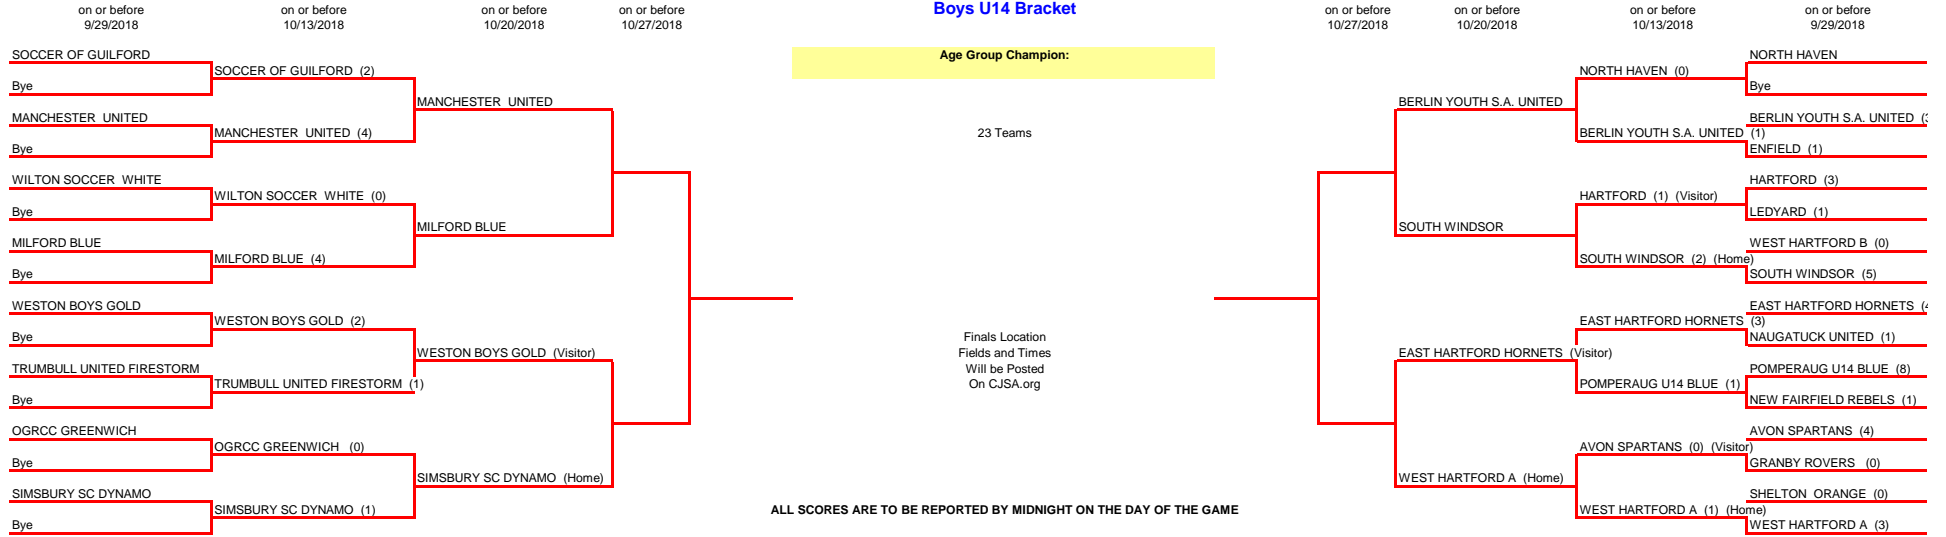 on or before
9/29/2018
on or before
10/13/2018
on or before
10/20/2018
on or before
10/27/2018
Boys U14 Bracket
on or before
10/27/2018
on or before
10/20/2018
on or before
10/13/2018
on or before
9/29/2018
SOCCER OF GUILFORD
Bye
MANCHESTER UNITED
Bye
WILTON SOCCER WHITE
Bye
MILFORD BLUE
Bye
WESTON BOYS GOLD
Bye
TRUMBULL UNITED FIRESTORM
Bye
OGRCC GREENWICH
Bye
SIMSBURY SC DYNAMO
Bye
SOCCER OF GUILFORD (2)
MANCHESTER UNITED (4)
WILTON SOCCER WHITE (0)
MILFORD BLUE (4)
WESTON BOYS GOLD (2)
TRUMBULL UNITED FIRESTORM (1)
OGRCC GREENWICH (0)
SIMSBURY SC DYNAMO (1)
MANCHESTER UNITED
MILFORD BLUE
WESTON BOYS GOLD (Visitor)
SIMSBURY SC DYNAMO (Home)
Age Group Champion:
23 Teams
Finals Location
Fields and Times
Will be Posted
On CJSA.org
ALL SCORES ARE TO BE REPORTED BY MIDNIGHT ON THE DAY OF THE GAME
BERLIN YOUTH S.A. UNITED
SOUTH WINDSOR
EAST HARTFORD HORNETS (Visitor)
WEST HARTFORD A (Home)
NORTH HAVEN (0)
BERLIN YOUTH S.A. UNITED (1)
HARTFORD (1) (Visitor)
SOUTH WINDSOR (2) (Home)
EAST HARTFORD HORNETS (3)
POMPERAUG U14 BLUE (1)
AVON SPARTANS (0) (Visitor)
WEST HARTFORD A (1) (Home)
NORTH HAVEN
Bye
BERLIN YOUTH S.A. UNITED
ENFIELD (1)
HARTFORD (3)
LEDYARD (1)
WEST HARTFORD B (0)
SOUTH WINDSOR (5)
EAST HARTFORD HORNETS
NAUGATUCK UNITED (1)
POMPERAUG U14 BLUE (8)
NEW FAIRFIELD REBELS (1)
AVON SPARTANS (4)
GRANBY ROVERS (0)
SHELTON ORANGE (0)
WEST HARTFORD A (3)